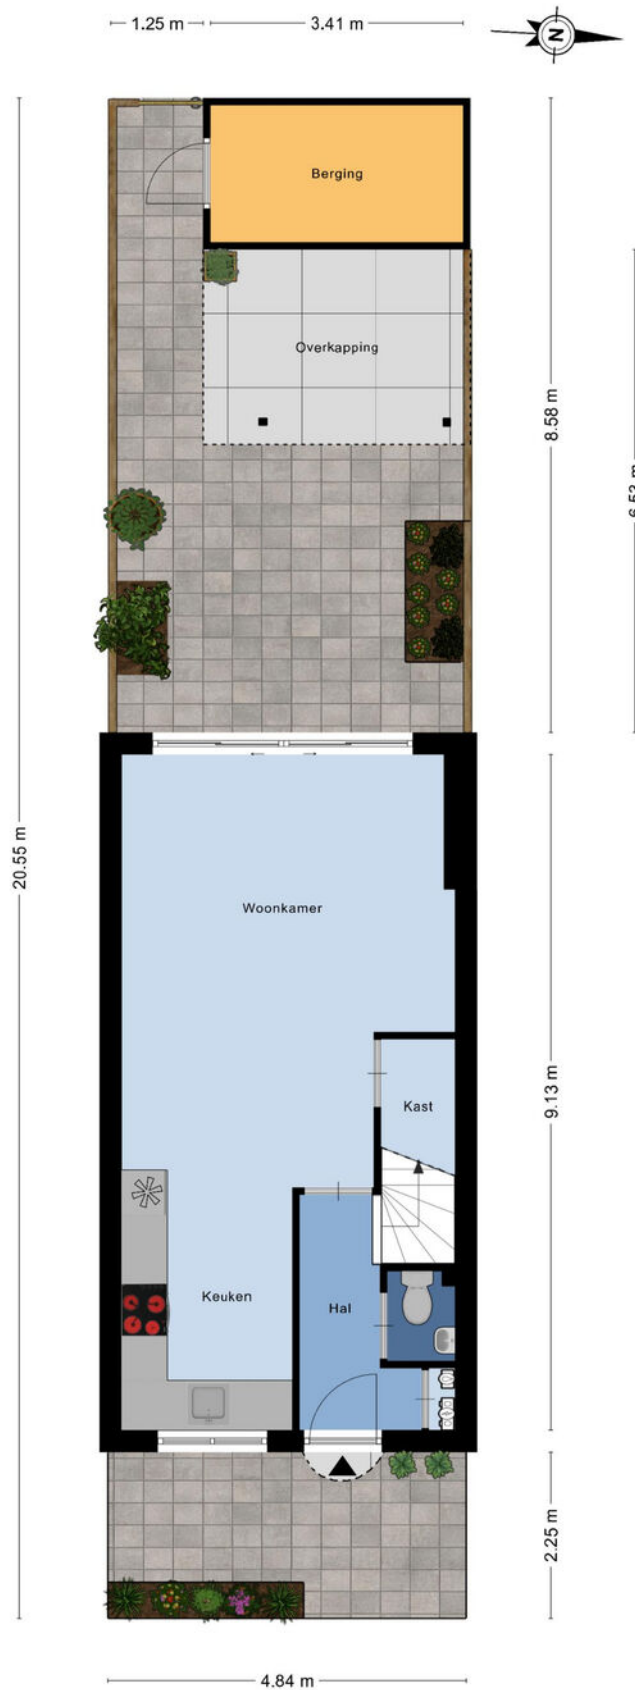 1.25 m
3.41 m
N
Berging
Overkapping
8.58 m
6.53 m
20.55 m
Woonkamer
9.13 m
Kast
Keuken
Hal
2.25 m
4.84 m